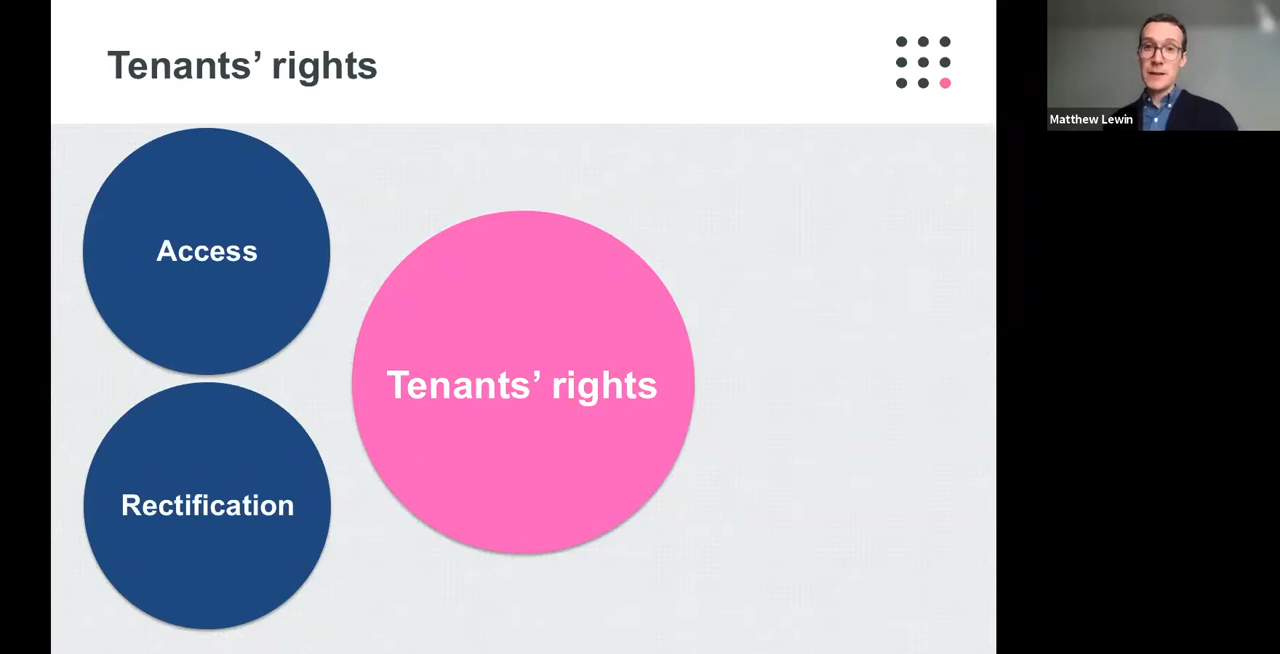 Tenants’ rights
Matthew Lewin
Access
Tenants’ rights
Rectification